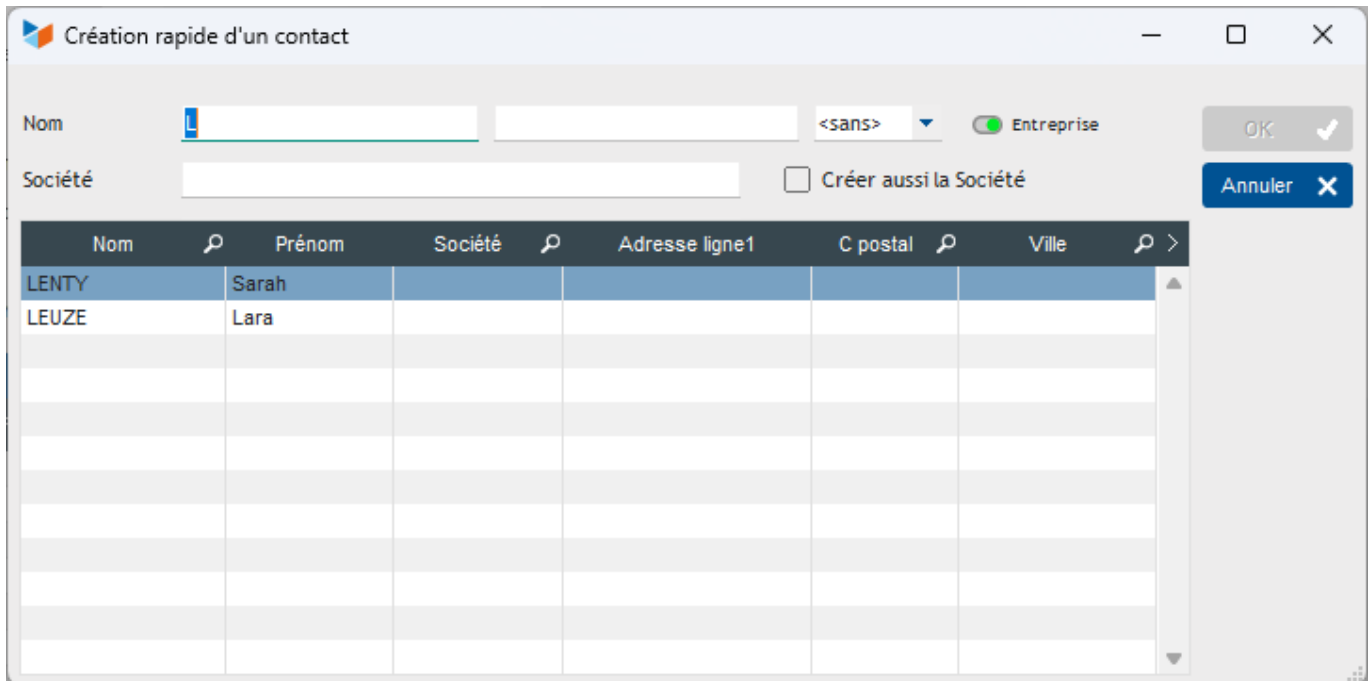 Création rapide d'un contact
Nom L <sans> Entreprise OK
Société Créer aussi la Société Annuler
Nom Prénom Société Adresse ligne1 C postal Ville
LENTY Sarah
LEUZE Lara